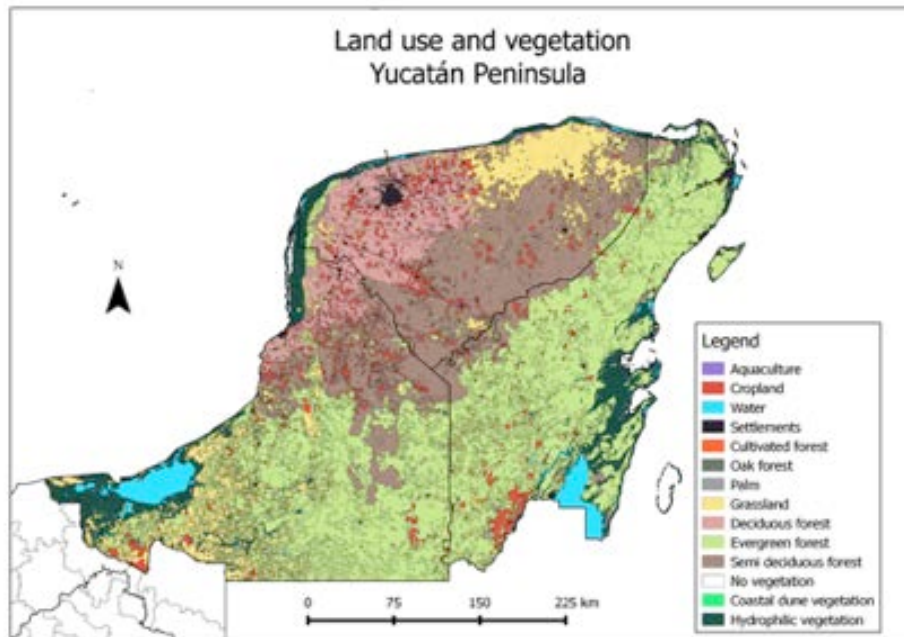 Land use and vegetation
Yucatán Peninsula
N
Legend
Aquaculture
Cropland
Water
Settlements
Cultivated forest
Oak forest
Palm
Grassland
Deciduous forest
Evergreen forest
Semi deciduous forest
No vegetation
Coastal dune vegetation
Hydrophilic vegetation
0 75 150 225 km